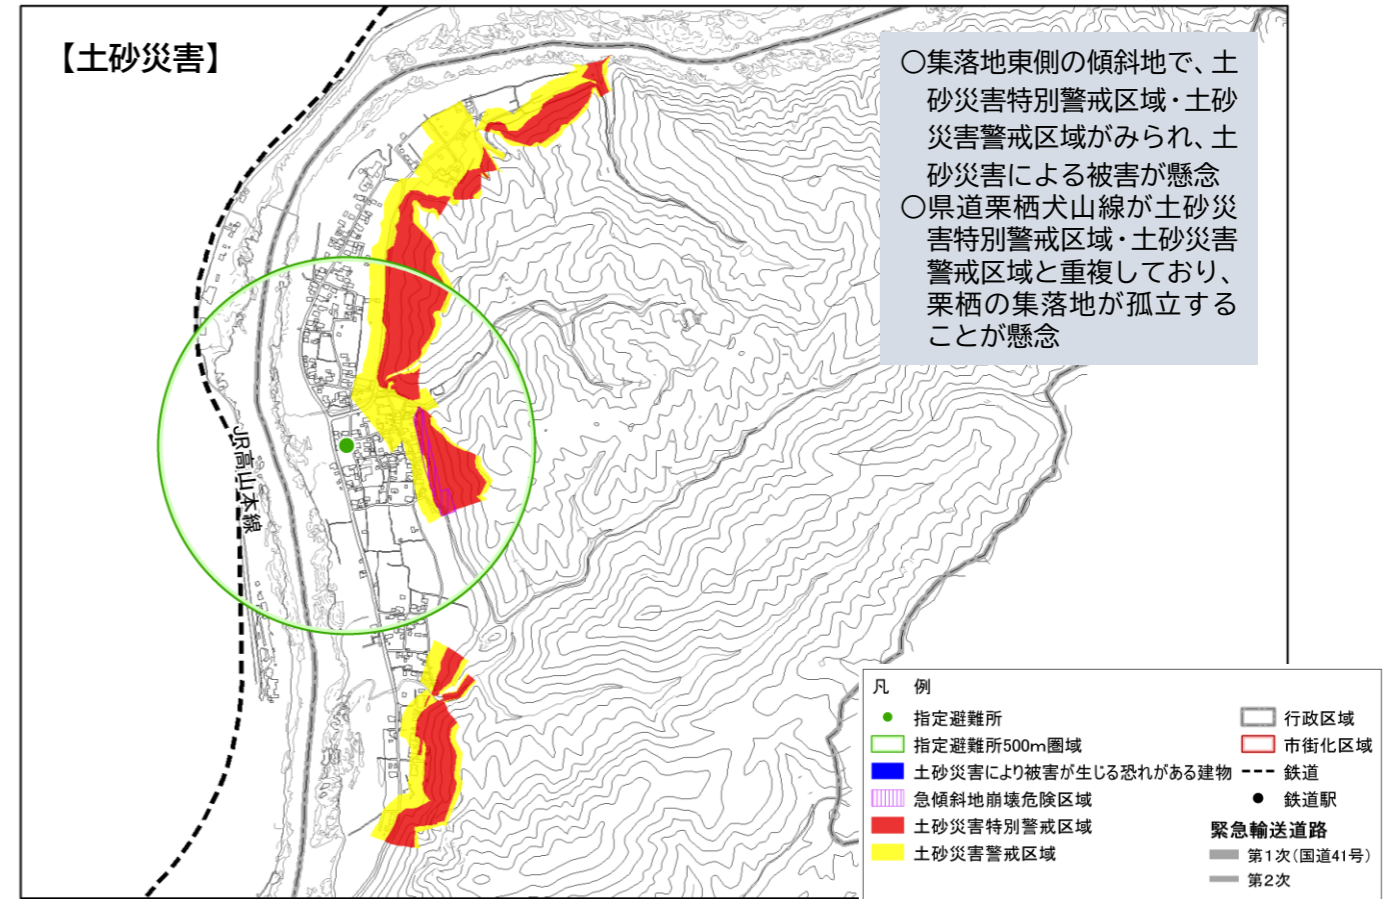 【土砂災害】
○集落地東側の傾斜地で、土
砂災害特別警戒区域・土砂
災害警戒区域がみられ、土
砂災害による被害が懸念
○県道栗栖犬山線が土砂災
害特別警戒区域・土砂災害
警戒区域と重複しており、
栗栖の集落地が孤立する
ことが懸念
JR高山本線
凡 例
指定避難所
指定避難所500m圏域
土砂災害により被害が生じる恐れがある建物
急傾斜地崩壊危険区域
土砂災害特別警戒区域
土砂災害警戒区域
行政区域
市街化区域
鉄道
鉄道駅
緊急輸送道路
第1次(国道41号)
第2次